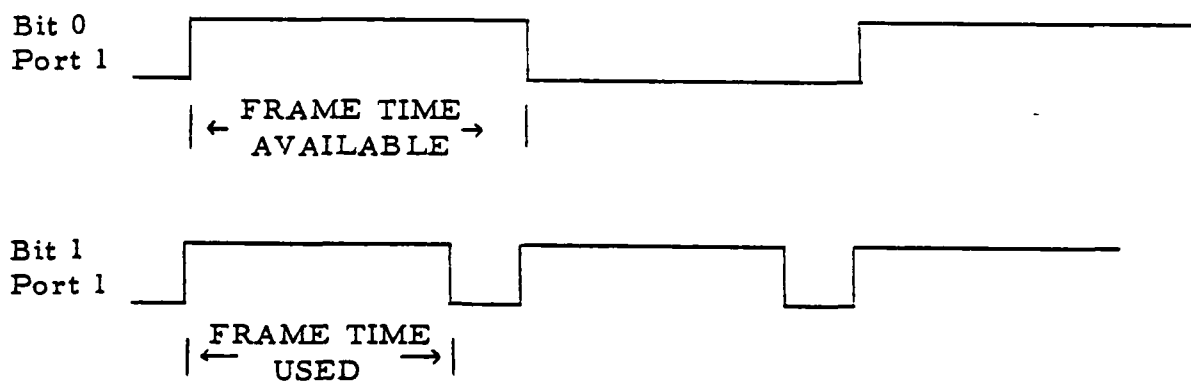 Bit 0
Port 1
FRAME TIME
AVAILABLE
Bit 1
Port 1
FRAME TIME
USED